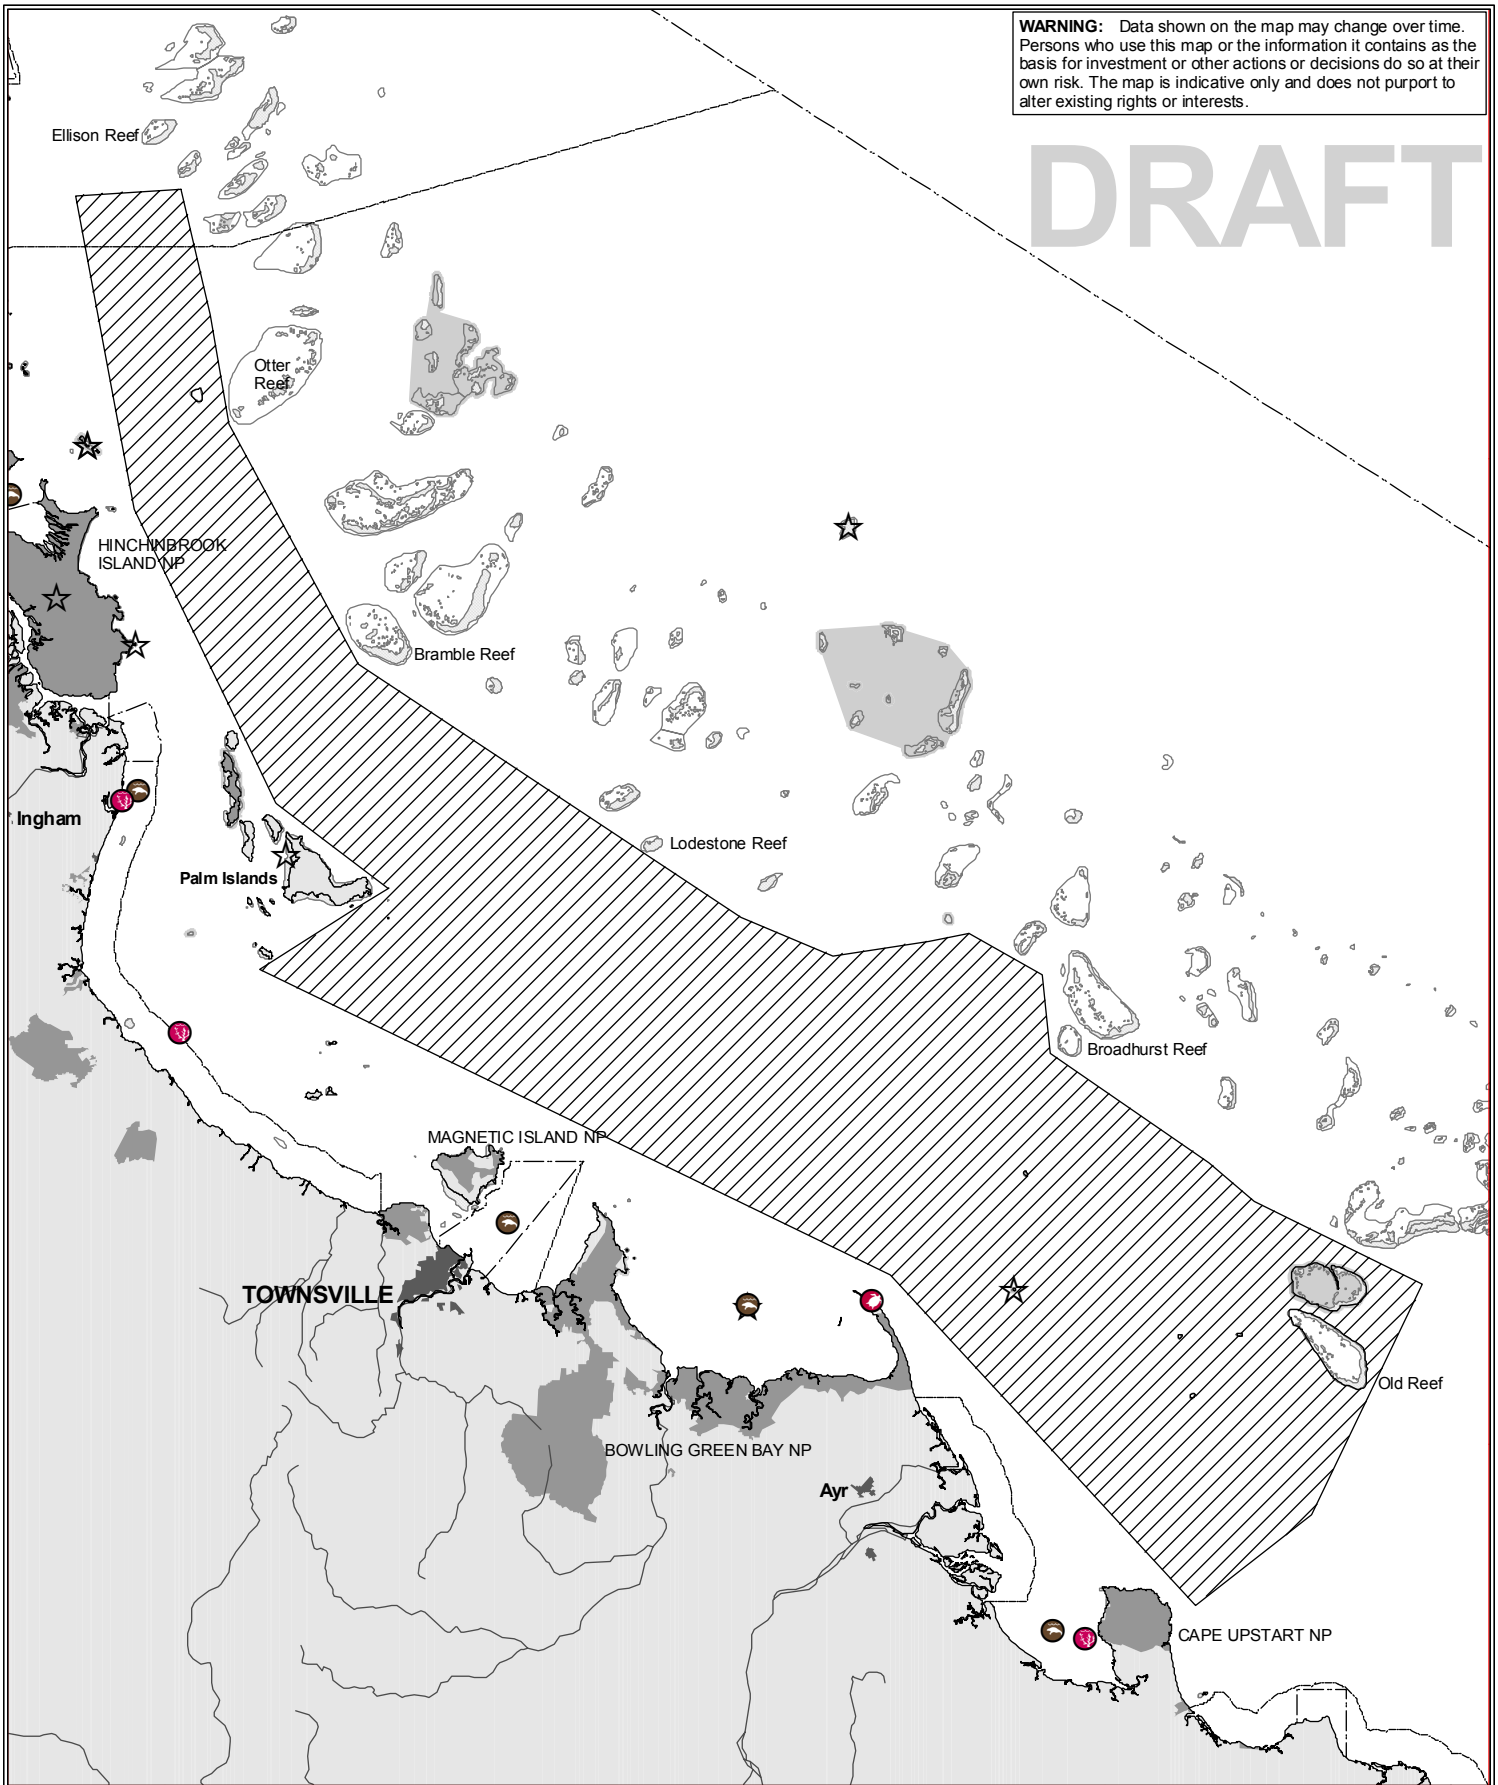 WARNING: Data shown on the map may change over time.
Persons who use this map or the information it contains as the
basis for investment or other actions or decisions do so at their
own risk. The map is indicative only and does not purport to
alter existing rights or interests.
DRAFT
Ellison Reef
Otter
Reef
HINCHINBROOK
ISLAND NP
Bramble Reef
Ingham
Lodestone Reef
Palm Islands
Broadhurst Reef
MAGNETIC ISLAND NP
TOWNSVILLE
Old Reef
BOWLING GREEN BAY NP
Ayr
CAPE UPSTART NP